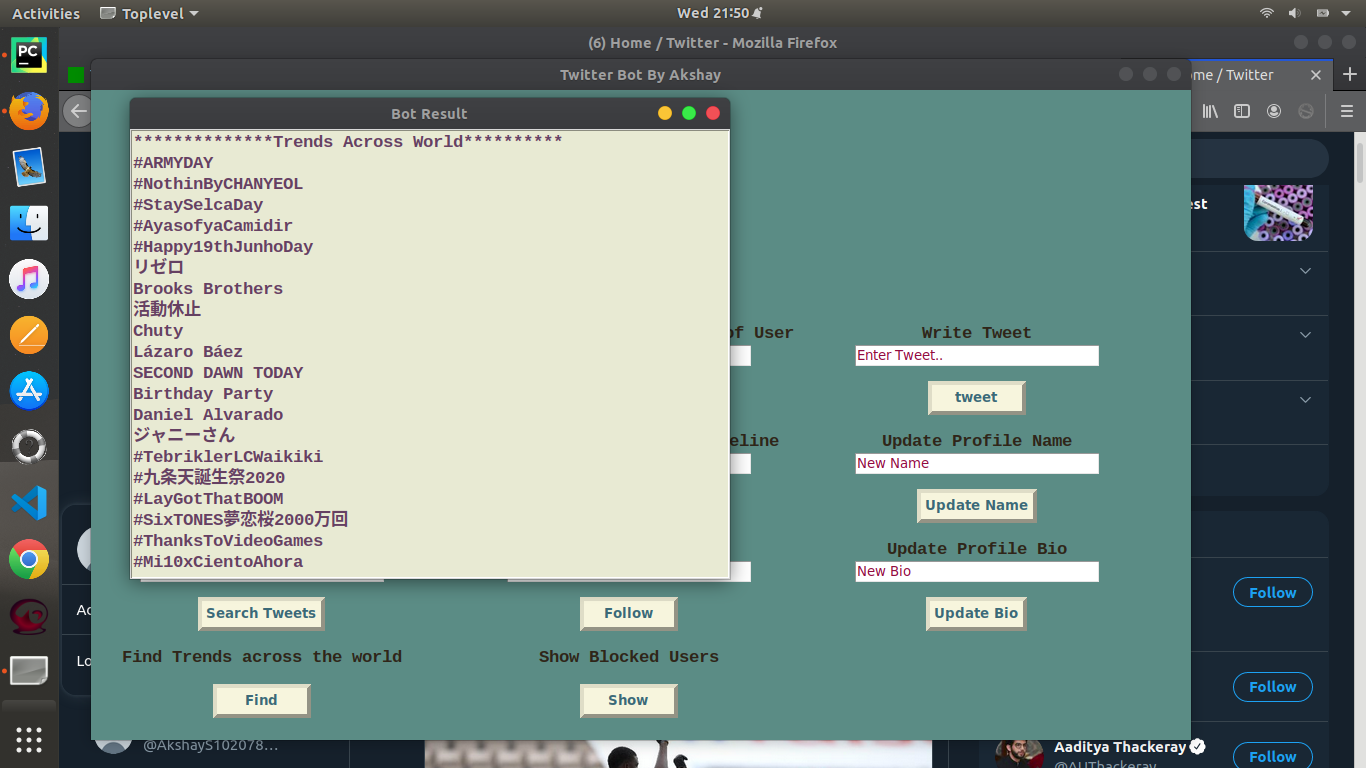 Activities
Toplevel
Wed 21:50
(6) Home / Twitter - Mozilla Firefox
Twitter Bot By Akshay
ome / Twitter
Bot Result
**************Trends Across World**********
#ARMYDAY
#NothinByCHANYEOL
#StaySelcaDay
#AyasofyaCamidir
#Happy19thJunhoDay
リゼロ
Brooks Brothers
活動休止
Chuty
Lázaro Báez
SECOND DAWN TODAY
Birthday Party
Daniel Alvarado
ジャニーさん
#TebriklerLCWaikiki
#九条天誕生祭2020
#LayGotThatBOOM
#SixTONES夢恋桜2000万回
#ThanksToVideoGames
#Mi10xCientoAhora
of User
Write Tweet
Enter Tweet..
tweet
eline
Update Profile Name
New Name
Update Name
Update Profile Bio
New Bio
Search Tweets
Follow
Update Bio
Find Trends across the world
Show Blocked Users
Find
Show
PC
est
Ac
Lo
Follow
Follow
Follow
@AkshayS102078...
Aaditya Thackeray
@AUThackeray